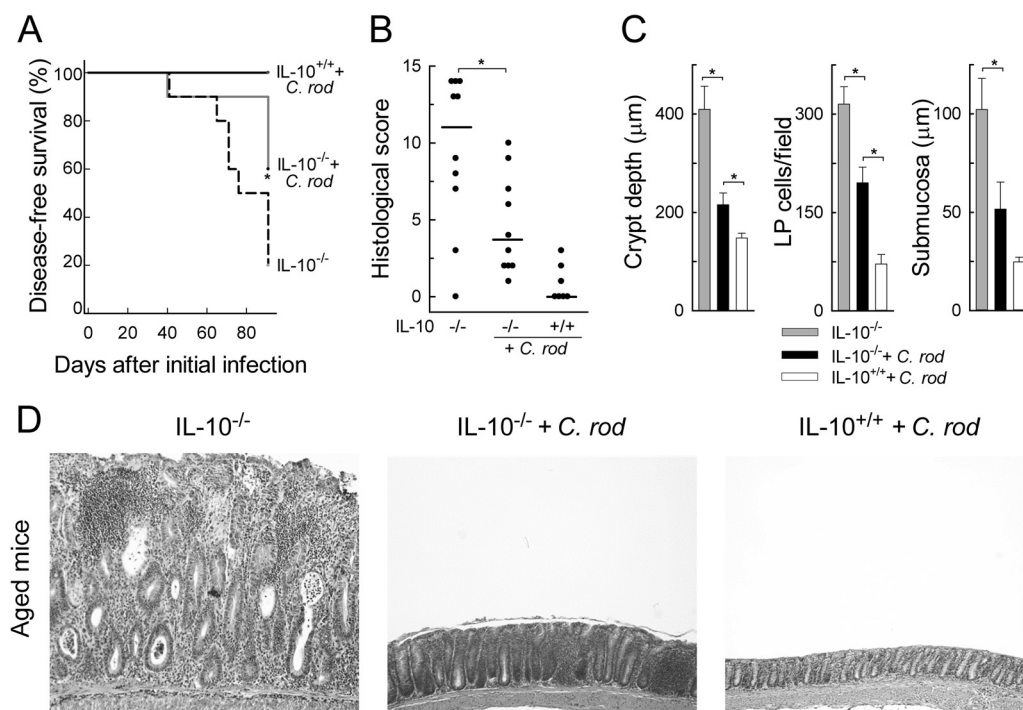 A
Disease-free survival (%)
100
80
60
40
20
0
0 20 40 60 80
Days after initial infection
IL-10+/+ +
C. rod
IL-10-/- +
C. rod
*
IL-10-/-
B
Histological score
15
10
5
0
*
IL-10 -/- -/- +/+
+ C. rod
C
Crypt depth (µm)
400
200
0
* *
LP cells/field
300
150
0
* *
Submucosa (µm)
100
50
0
*
IL-10-/-
IL-10-/- + C. rod
IL-10+/+ + C. rod
D
IL-10-/-
IL-10-/- + C. rod
IL-10+/+ + C. rod
Aged mice